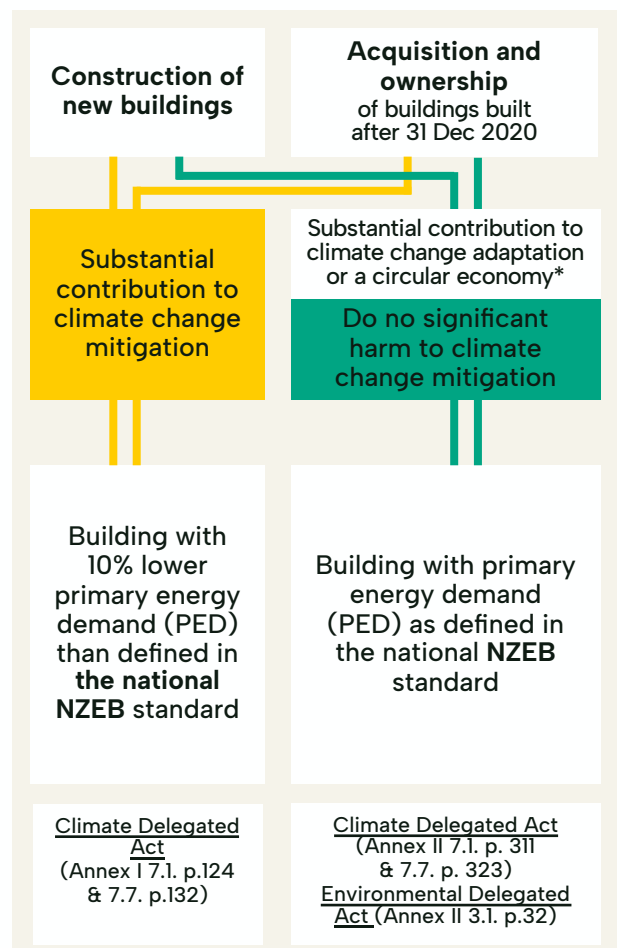 Construction of
new buildings
Acquisition and
ownership
of buildings built
after 31 Dec 2020
Substantial
contribution to
climate change
mitigation
Substantial contribution to
climate change adaptation
or a circular economy*
Do no significant
harm to climate
change mitigation
Building with
10% lower
primary energy
demand (PED)
than defined in
the national
NZEB standard
Building with primary
energy demand
(PED) as defined in
the national NZEB
standard
Climate Delegated
Act
(Annex I 7.1. p.124
& 7.7. p.132)
Climate Delegated Act
(Annex II 7.1. p. 311
& 7.7. p. 323)
Environmental Delegated
Act (Annex II 3.1. p.32)